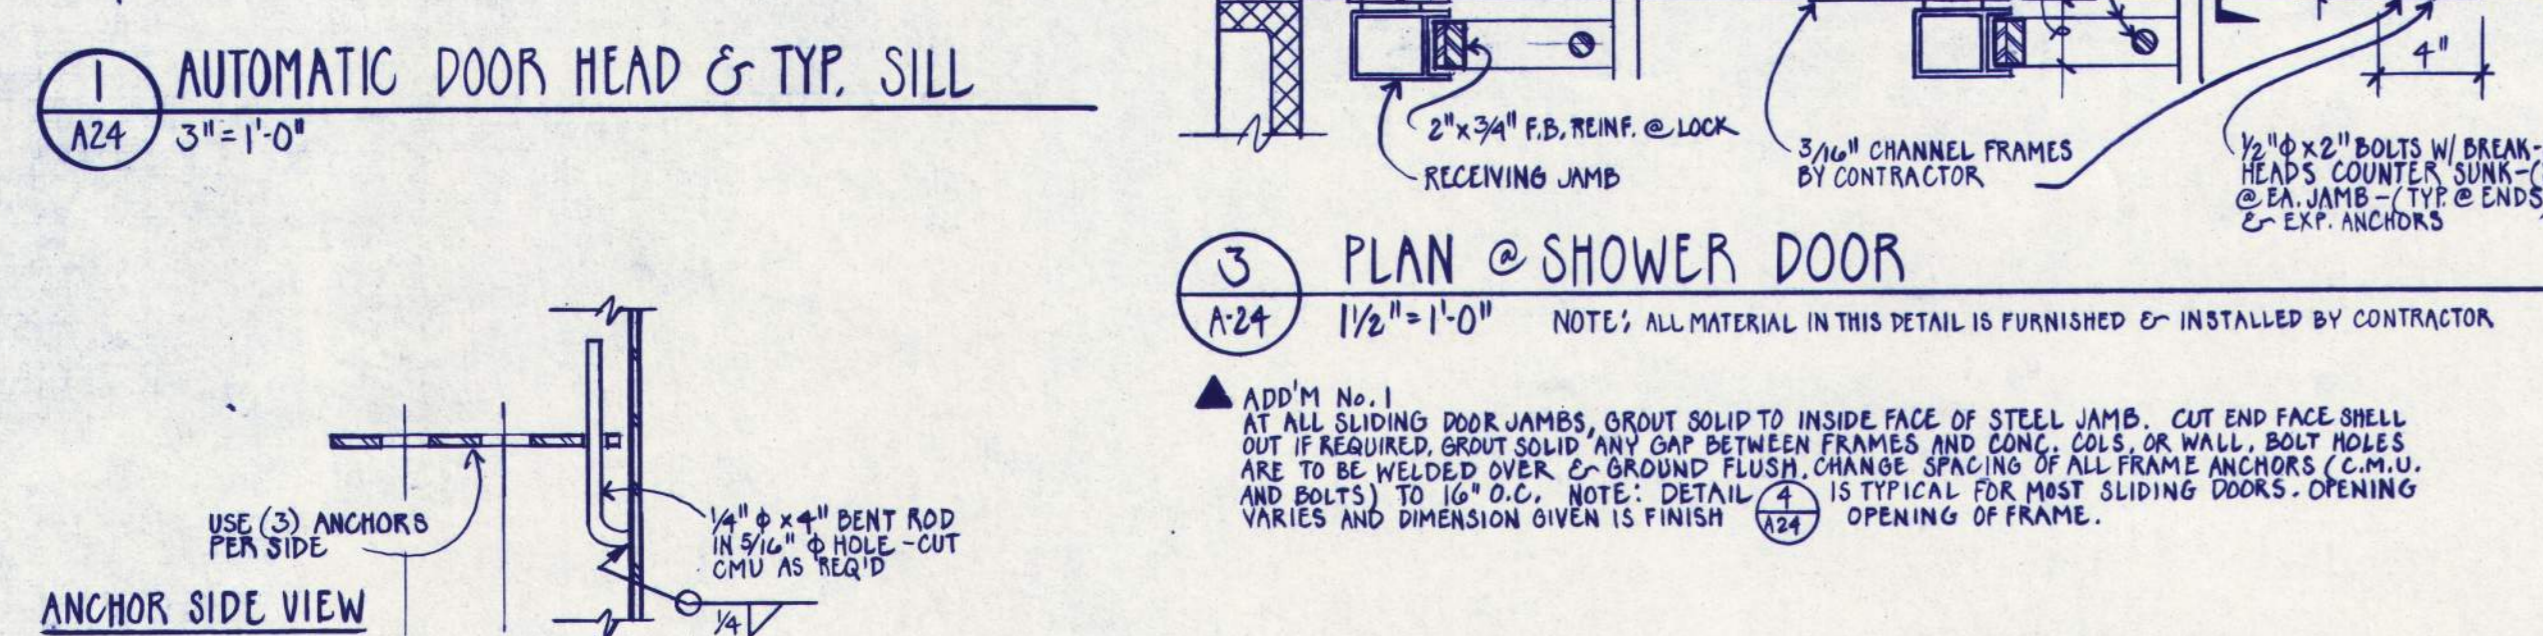 1
A24
AUTOMATIC DOOR HEAD & TYP. SILL
3"=1'-0"
2"x3/4" F.B. REINF. @ LOCK
RECEIVING JAMB
3/16" CHANNEL FRAMES
BY CONTRACTOR
4"
1/2"φx2" BOLTS W/ BREAK-
HEADS COUNTER SUNK-(
@ EA. JAMB-(TYP. @ ENDS
& EXP. ANCHORS
3
A-24
PLAN @ SHOWER DOOR
1 1/2"=1'-0"
NOTE: ALL MATERIAL IN THIS DETAIL IS FURNISHED & INSTALLED BY CONTRACTOR
ADD'M No. 1
AT ALL SLIDING DOOR JAMBS, GROUT SOLID TO INSIDE FACE OF STEEL JAMB. CUT END FACE SHELL
OUT IF REQUIRED. GROUT SOLID ANY GAP BETWEEN FRAMES AND CONC. COLS. OR WALL. BOLT HOLES
ARE TO BE WELDED OVER & GROUND FLUSH. CHANGE SPACING OF ALL FRAME ANCHORS (C.M.U.
AND BOLTS) TO 16" O.C. NOTE: DETAIL 4/A24 IS TYPICAL FOR MOST SLIDING DOORS. OPENING
VARIES AND DIMENSION GIVEN IS FINISH OPENING OF FRAME.
USE (3) ANCHORS
PER SIDE
1/4" φ x 4" BENT ROD
IN 5/16" φ HOLE - CUT
CMU AS REQ'D
1/4
ANCHOR SIDE VIEW